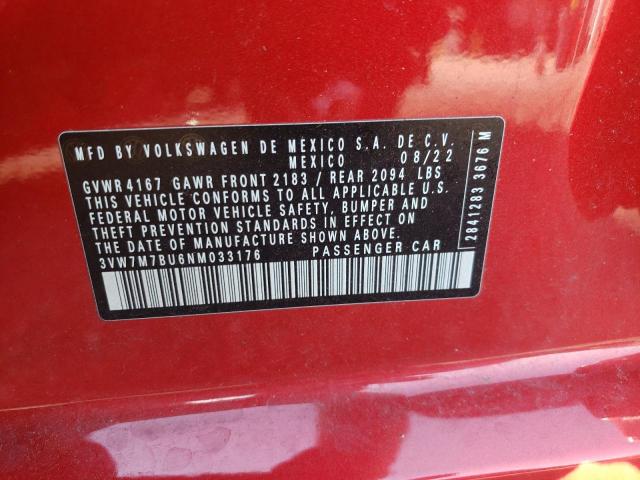 MFD BY VOLKSWAGEN DE MEXICO S.A. DE C.V.
MEXICO 08/22
GVWR 4167 GAWR FRONT 2183 / REAR 2094 LBS
THIS VEHICLE CONFORMS TO ALL APPLICABLE U.S.
FEDERAL MOTOR VEHICLE SAFETY, BUMPER AND
THEFT PREVENTION STANDARDS IN EFFECT ON
THE DATE OF MANUFACTURE SHOWN ABOVE.
3VW7M7BU6NM033176 PASSENGER CAR
2841283 3676 M